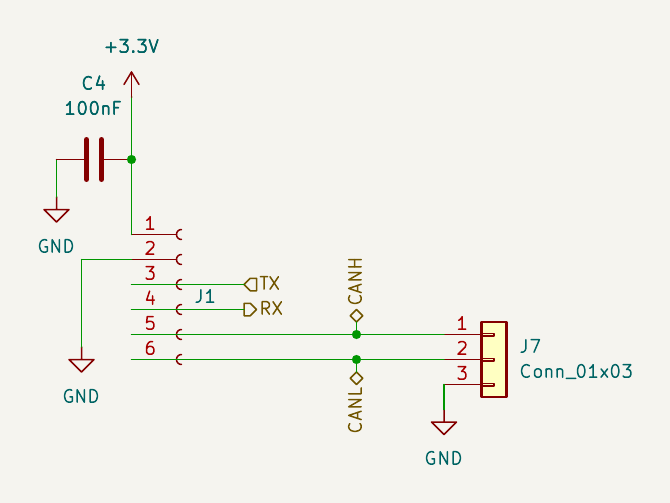 +3.3V
C4
100nF
GND
1
2
3
4
5
6
J1
TX
RX
CANH
CANL
GND
1
2
3
J7
Conn_01x03
GND